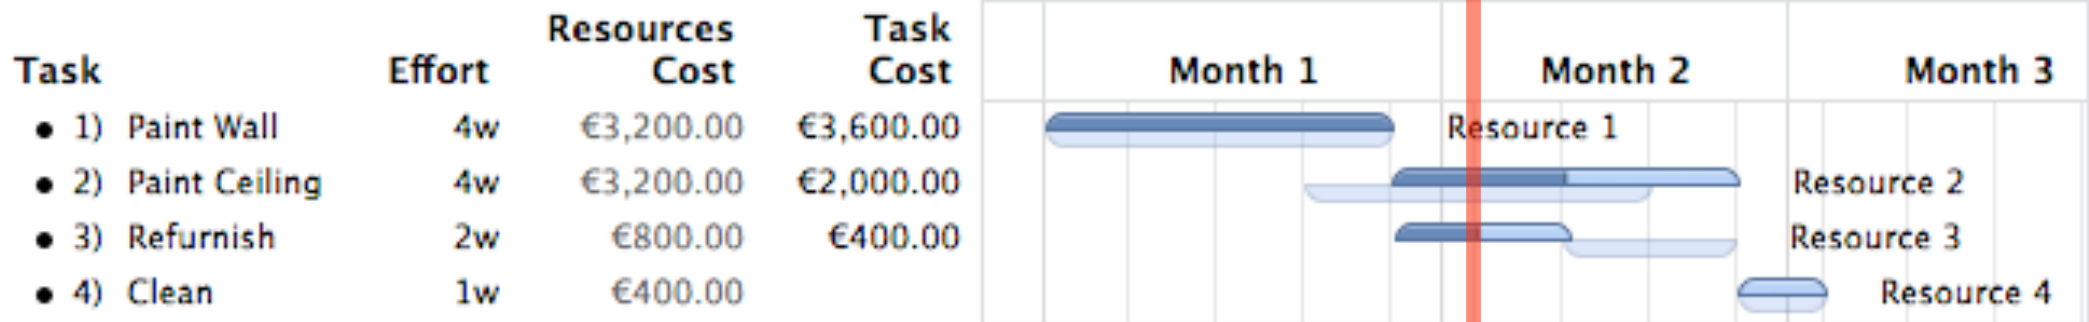 Resources Task
Task Effort Cost Cost Month 1 Month 2 Month 3
• 1) Paint Wall 4w €3,200.00 €3,600.00 Resource 1
• 2) Paint Ceiling 4w €3,200.00 €2,000.00 Resource 2
• 3) Refurnish 2w €800.00 €400.00 Resource 3
• 4) Clean 1w €400.00 Resource 4